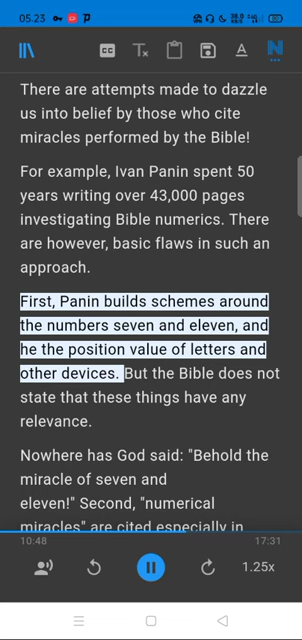 05.23
There are attempts made to dazzle
us into belief by those who cite
miracles performed by the Bible!
For example, Ivan Panin spent 50
years writing over 43,000 pages
investigating Bible numerics. There
are however, basic flaws in such an
approach.
First, Panin builds schemes around
the numbers seven and eleven, and
he the position value of letters and
other devices. But the Bible does not
state that these things have any
relevance.
Nowhere has God said: "Behold the
miracle of seven and
eleven!" Second, "numerical
miracles" are cited especially in
10:48 17:31
1.25x